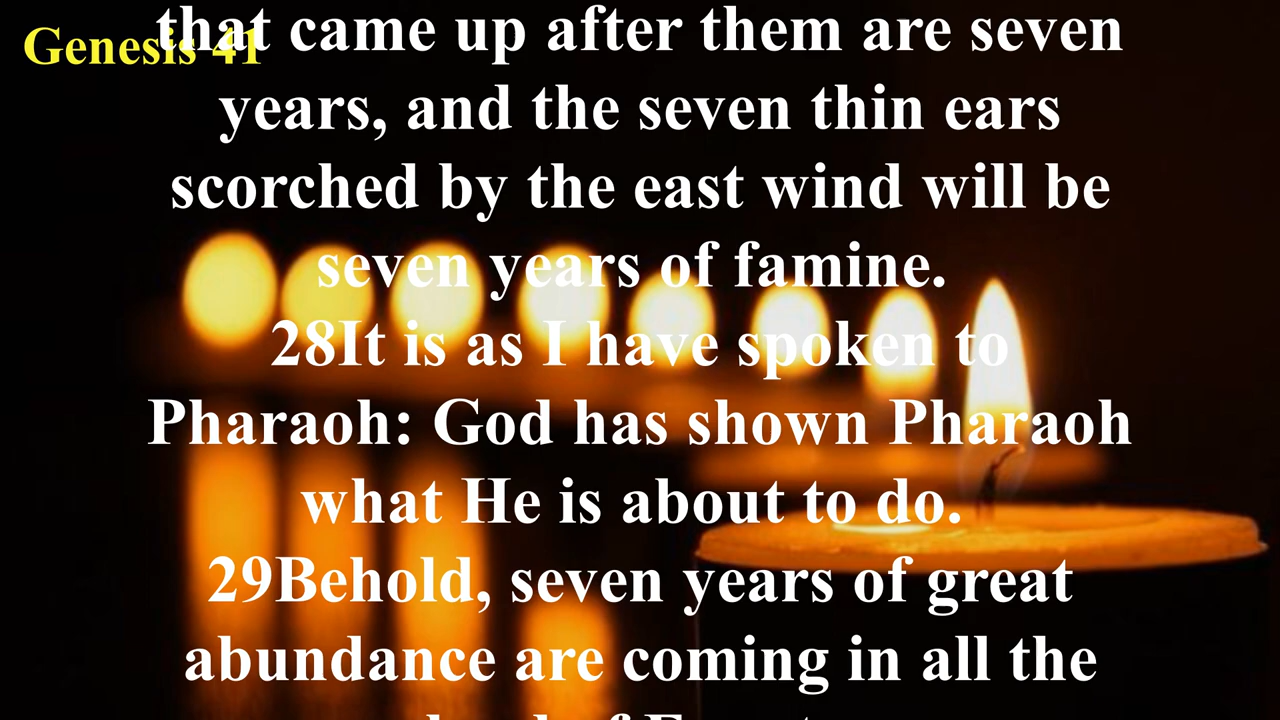 Genesis 41
that came up after them are seven
years, and the seven thin ears
scorched by the east wind will be
seven years of famine.
28It is as I have spoken to
Pharaoh: God has shown Pharaoh
what He is about to do.
29Behold, seven years of great
abundance are coming in all the